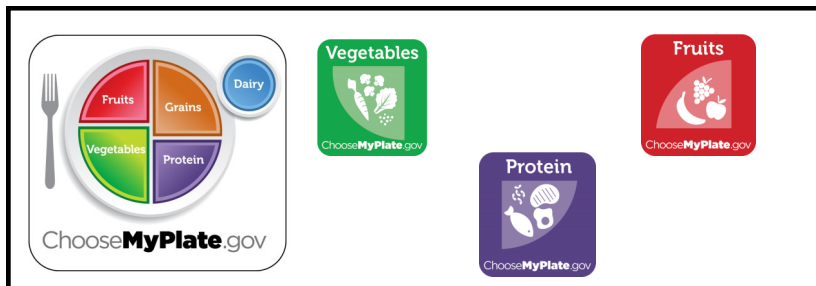 Fruits
Grains
Dairy
Vegetables
Protein
ChooseMyPlate.gov
Vegetables
ChooseMyPlate.gov
Protein
ChooseMyPlate.gov
Fruits
ChooseMyPlate.gov